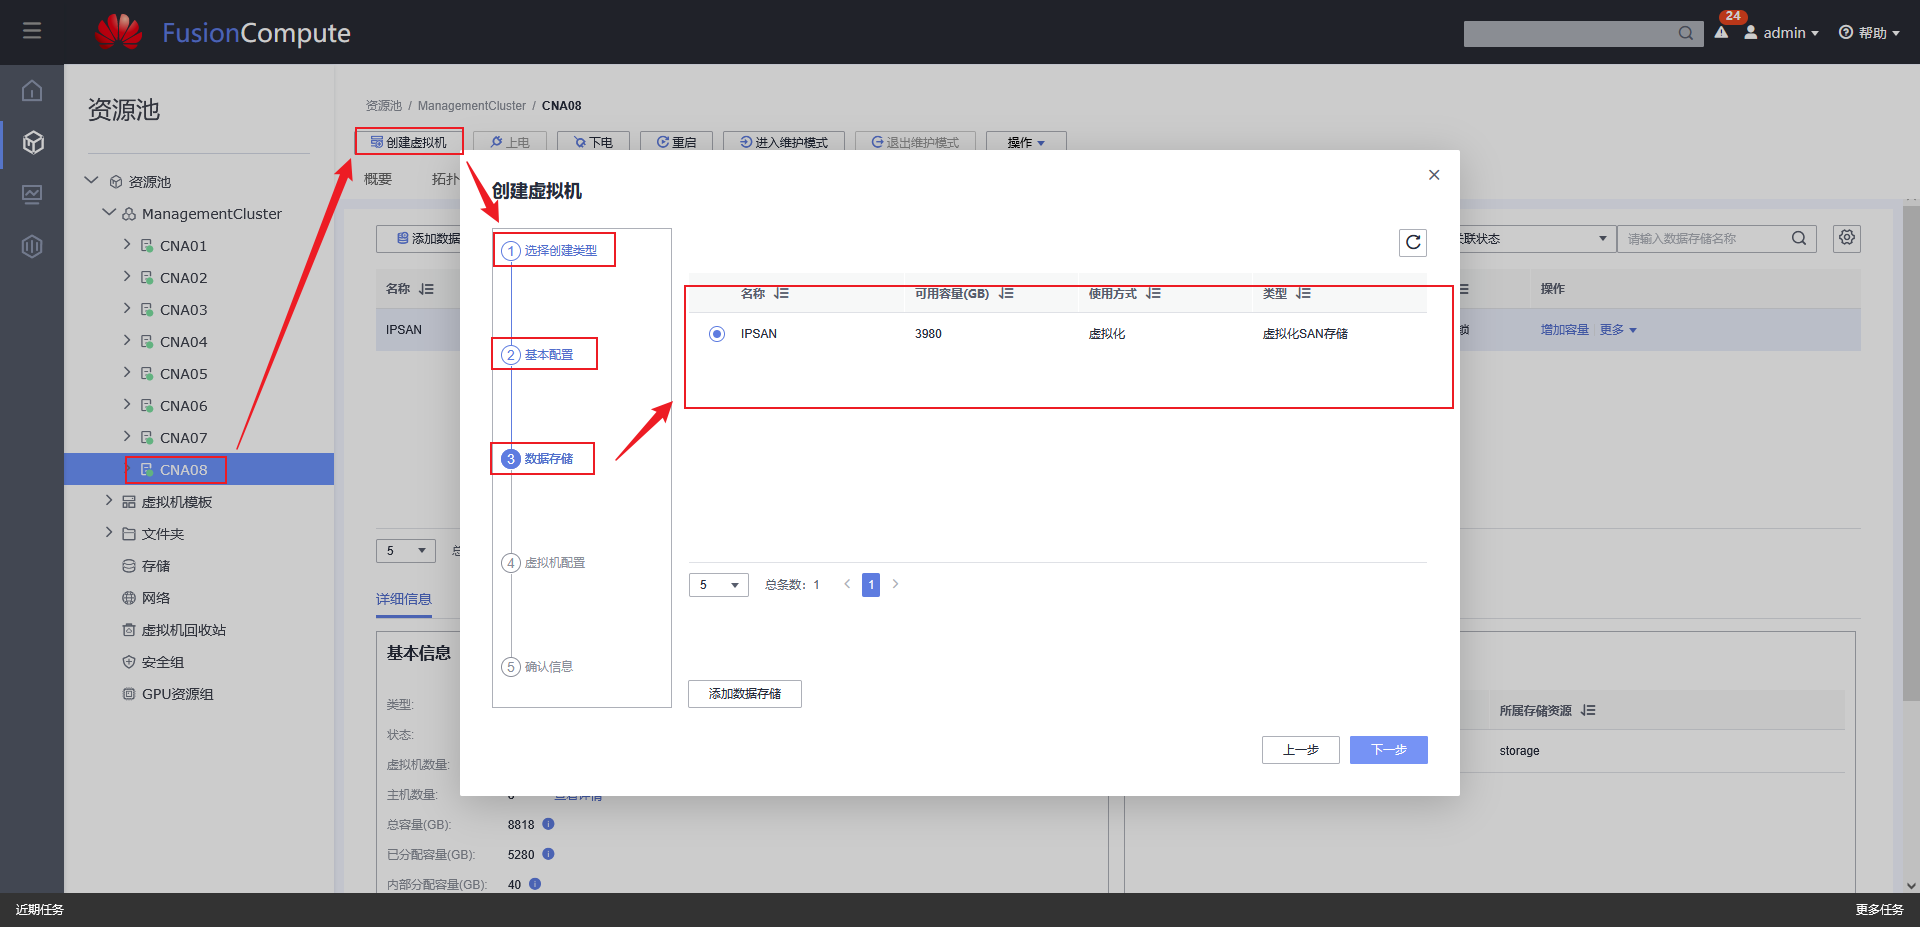 FusionCompute
24
admin
帮助
资源池
资源池 / ManagementCluster / CNA08
创建虚拟机
上电
下电
重启
进入维护模式
退出维护模式
操作
概要
拓扑
资源池
ManagementCluster
CNA01
CNA02
CNA03
CNA04
CNA05
CNA06
CNA07
CNA08
虚拟机模板
文件夹
存储
网络
虚拟机回收站
安全组
GPU资源组
添加数据
联状态
请输入数据存储名称
名称
操作
IPSAN
锁
增加容量
更多
5
总
详细信息
基本信息
类型:
状态:
虚拟机数量:
主机数量:
查看详情
总容量(GB):
8818
已分配容量(GB):
5280
内部分配容量(GB):
40
所属存储资源
storage
创建虚拟机
1 选择创建类型
2 基本配置
3 数据存储
4 虚拟机配置
5 确认信息
名称
可用容量(GB)
使用方式
类型
IPSAN
3980
虚拟化
虚拟化SAN存储
5
总条数: 1
1
添加数据存储
上一步
下一步
近期任务
更多任务